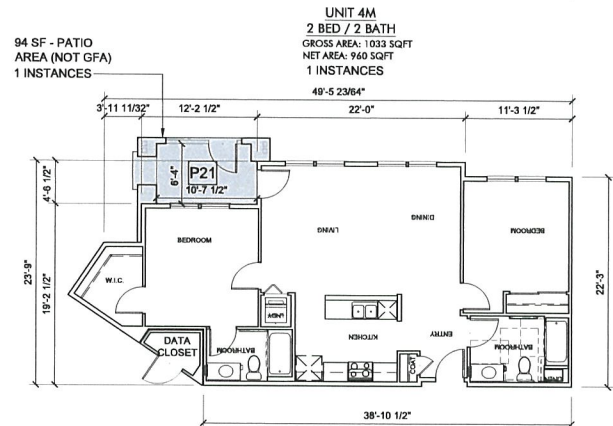 UNIT 4M
2 BED / 2 BATH
GROSS AREA: 1033 SQFT
NET AREA: 960 SQFT
1 INSTANCES
94 SF - PATIO
AREA (NOT GFA)
1 INSTANCES
49'-5 23/64"
3'-11 11/32"
12'-2 1/2"
22'-0"
11'-3 1/2"
4'-6 1/2"
6'-4"
P21
10'-7 1/2"
23'-9"
19'-2 1/2"
22'-3"
BEDROOM
LIVING
DINING
BEDROOM
W.I.C.
LNDY
KITCHEN
ENTRY
DATA
CLOSET
BATHROOM
COAT
BATHROOM
LINEN
38'-10 1/2"